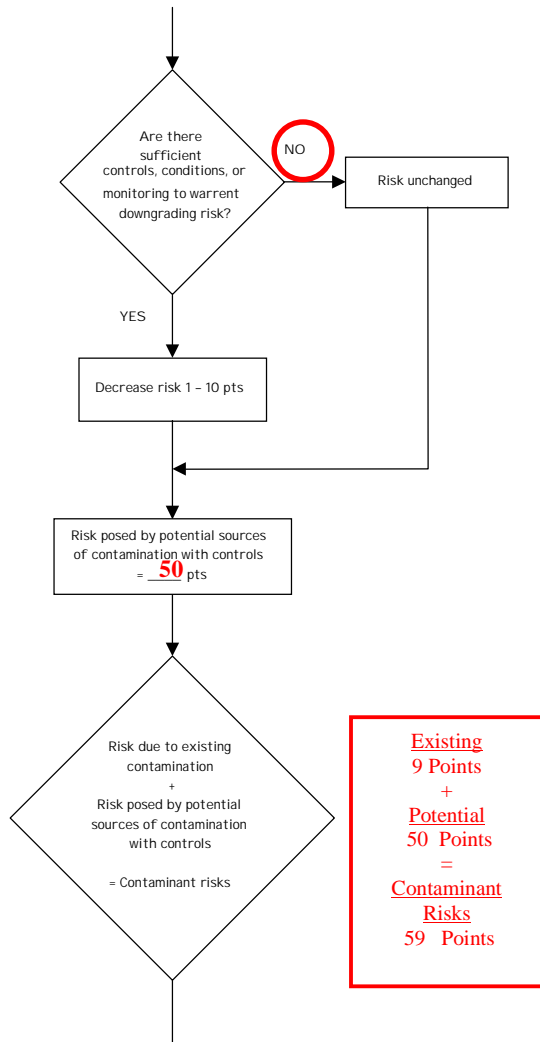 Are there
sufficient
controls, conditions, or
monitoring to warrent
downgrading risk?
NO
Risk unchanged
YES
Decrease risk 1 – 10 pts
Risk posed by potential sources
of contamination with controls
= 50 pts
Risk due to existing
contamination
+
Risk posed by potential
sources of contamination
with controls
= Contaminant risks
Existing
9 Points
+
Potential
50 Points
=
Contaminant
Risks
59 Points